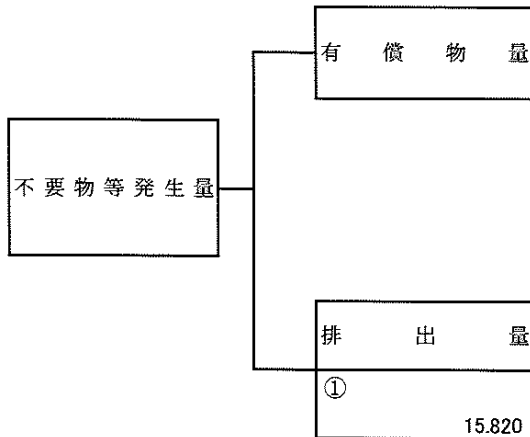 有償物量
不要物等発生量
排出量
①
15.820